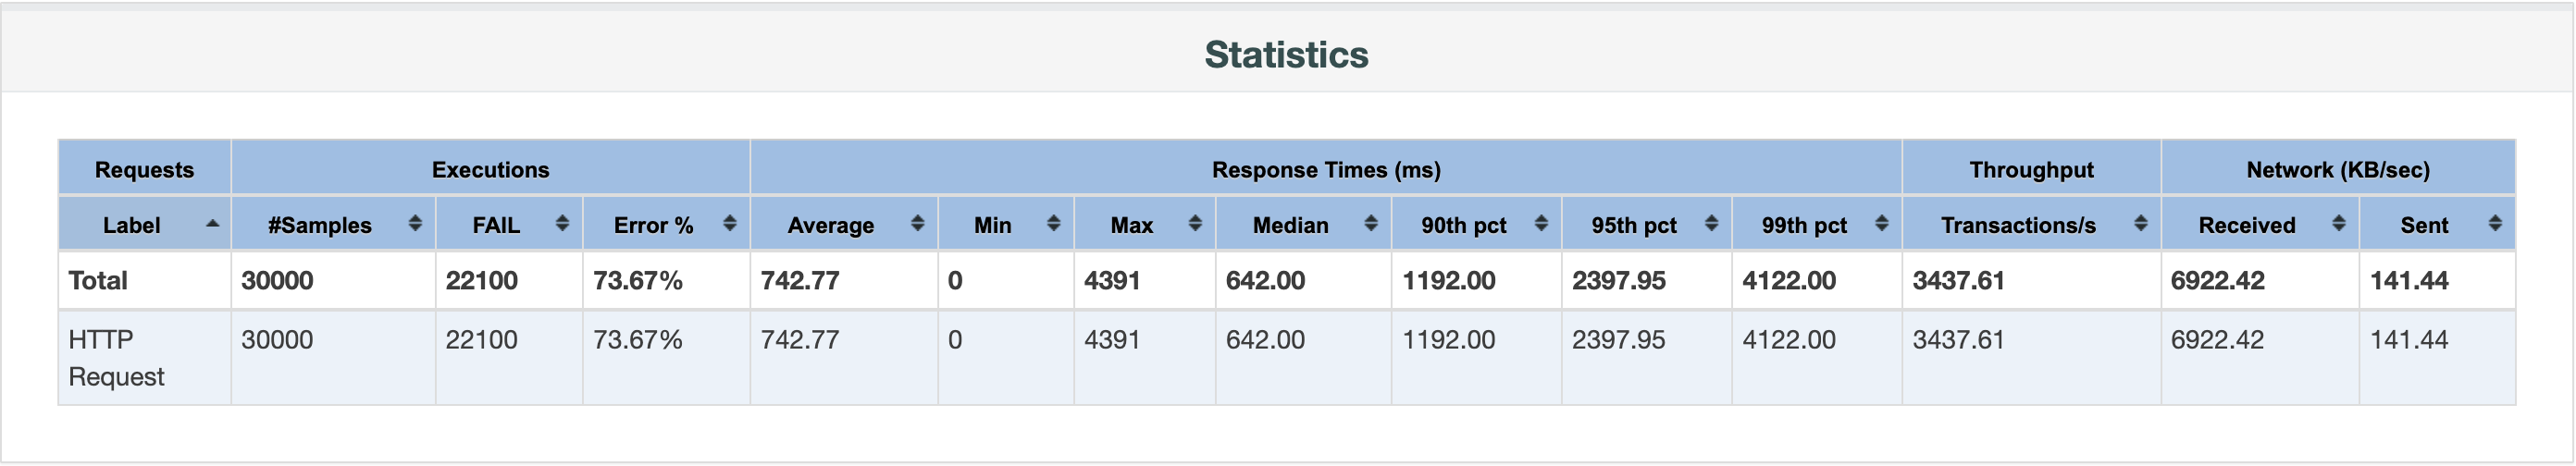 Statistics
Requests Executions Response Times (ms) Throughput Network (KB/sec)
Label #Samples FAIL Error % Average Min Max Median 90th pct 95th pct 99th pct Transactions/s Received Sent
Total 30000 22100 73.67% 742.77 0 4391 642.00 1192.00 2397.95 4122.00 3437.61 6922.42 141.44
HTTP 30000 22100 73.67% 742.77 0 4391 642.00 1192.00 2397.95 4122.00 3437.61 6922.42 141.44
Request